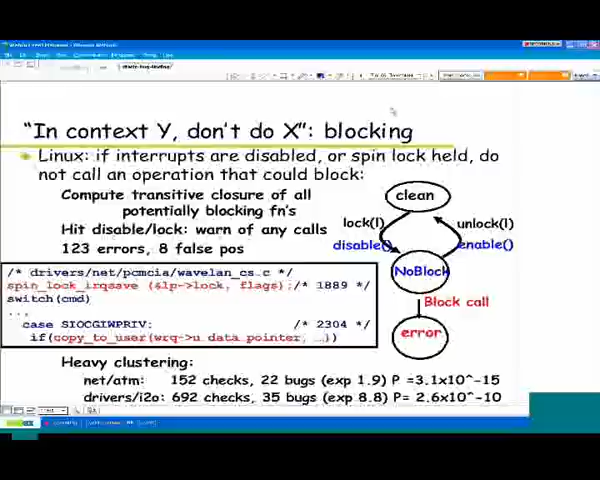 "In context Y, don't do X": blocking
Linux: if interrupts are disabled, or spin lock held, do
not call an operation that could block:
Compute transitive closure of all
potentially blocking fn's
Hit disable/lock: warn of any calls
123 errors, 8 false pos
clean
lock(l)
unlock(l)
disable()
enable()
NoBlock
Block call
error
/* drivers/net/pcmcia/wavelan_cs.c */
spin_lock_irqsave (&lp->lock, flags);/* 1889 */
switch(cmd)
...
case SIOCGIWPRIV: /* 2304 */
if(copy_to_user(wrq->u.data.pointer, …))
Heavy clustering:
net/atm: 152 checks, 22 bugs (exp 1.9) P =3.1x10^-15
drivers/i2o: 692 checks, 35 bugs (exp 8.8) P= 2.6x10^-10